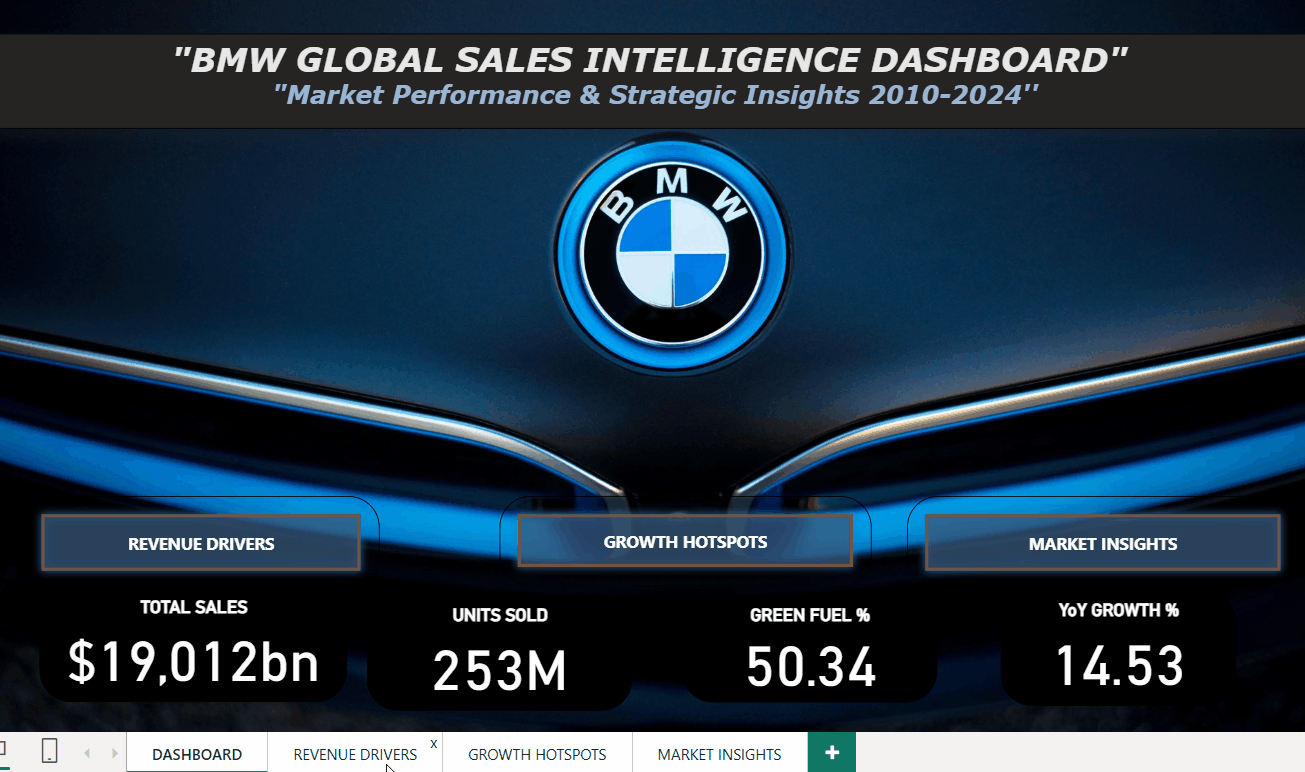 "BMW GLOBAL SALES INTELLIGENCE DASHBOARD"
"Market Performance & Strategic Insights 2010-2024''
BMW
REVENUE DRIVERS
GROWTH HOTSPOTS
MARKET INSIGHTS
TOTAL SALES
$19,012bn
UNITS SOLD
253M
GREEN FUEL %
50.34
YoY GROWTH %
14.53
DASHBOARD
REVENUE DRIVERS
x
GROWTH HOTSPOTS
MARKET INSIGHTS
+